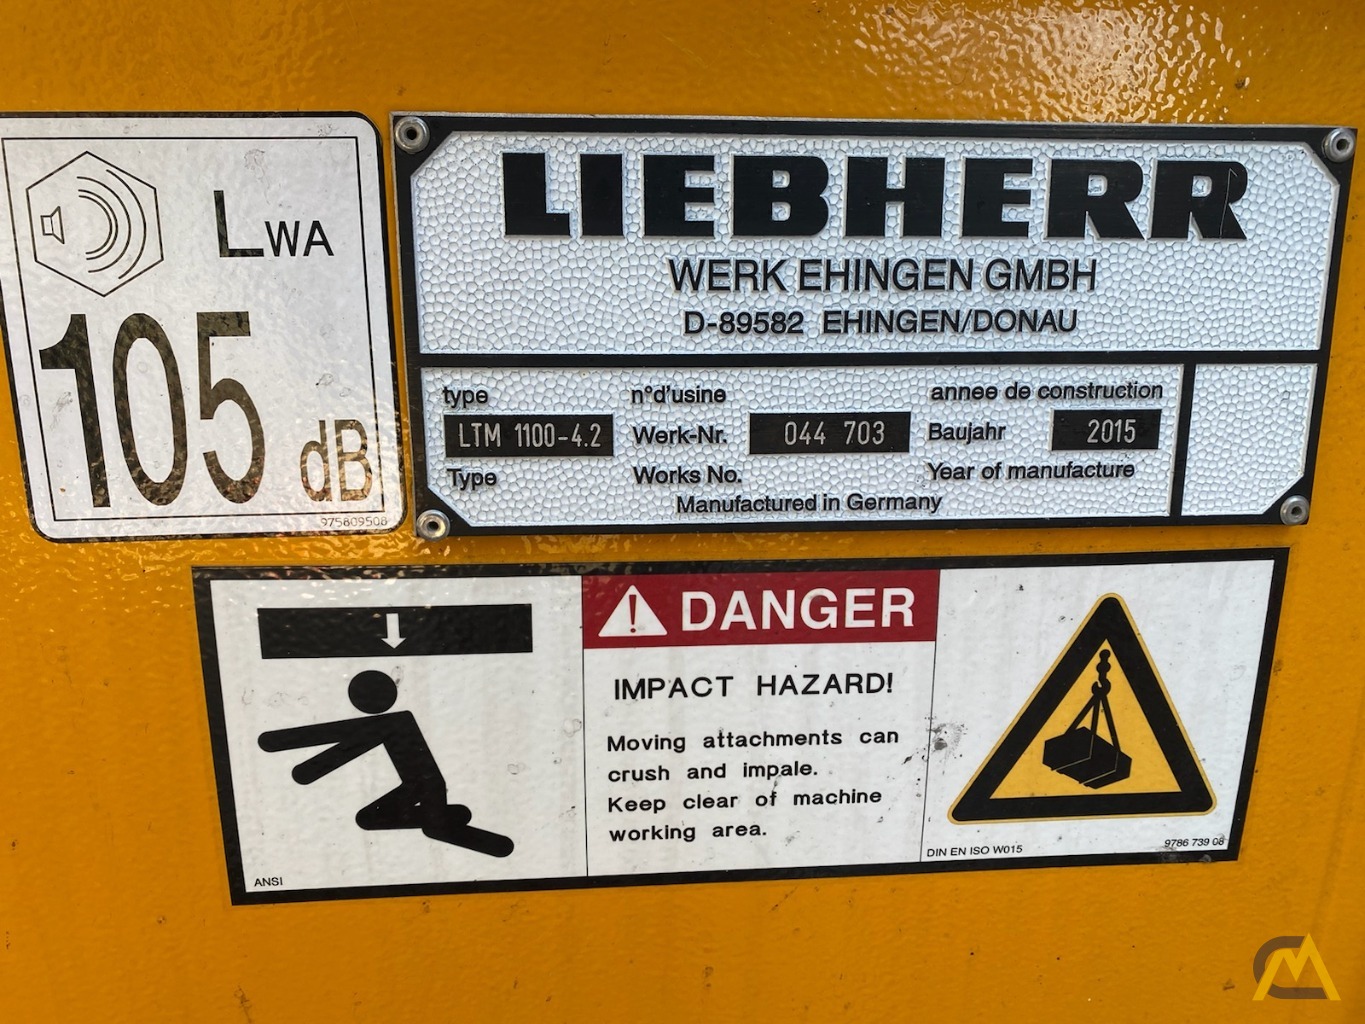 LWA
105 dB
975809508
LIEBHERR
WERK EHINGEN GMBH
D-89582 EHINGEN/DONAU
type n°d'usine annee de construction
LTM 1100-4.2 Werk-Nr. 044 703 Baujahr 2015
Type Works No. Year of manufacture
Manufactured in Germany
DANGER
IMPACT HAZARD!
Moving attachments can
crush and impale.
Keep clear of machine
working area.
ANSI
DIN EN ISO W015
9786 739 08
CM